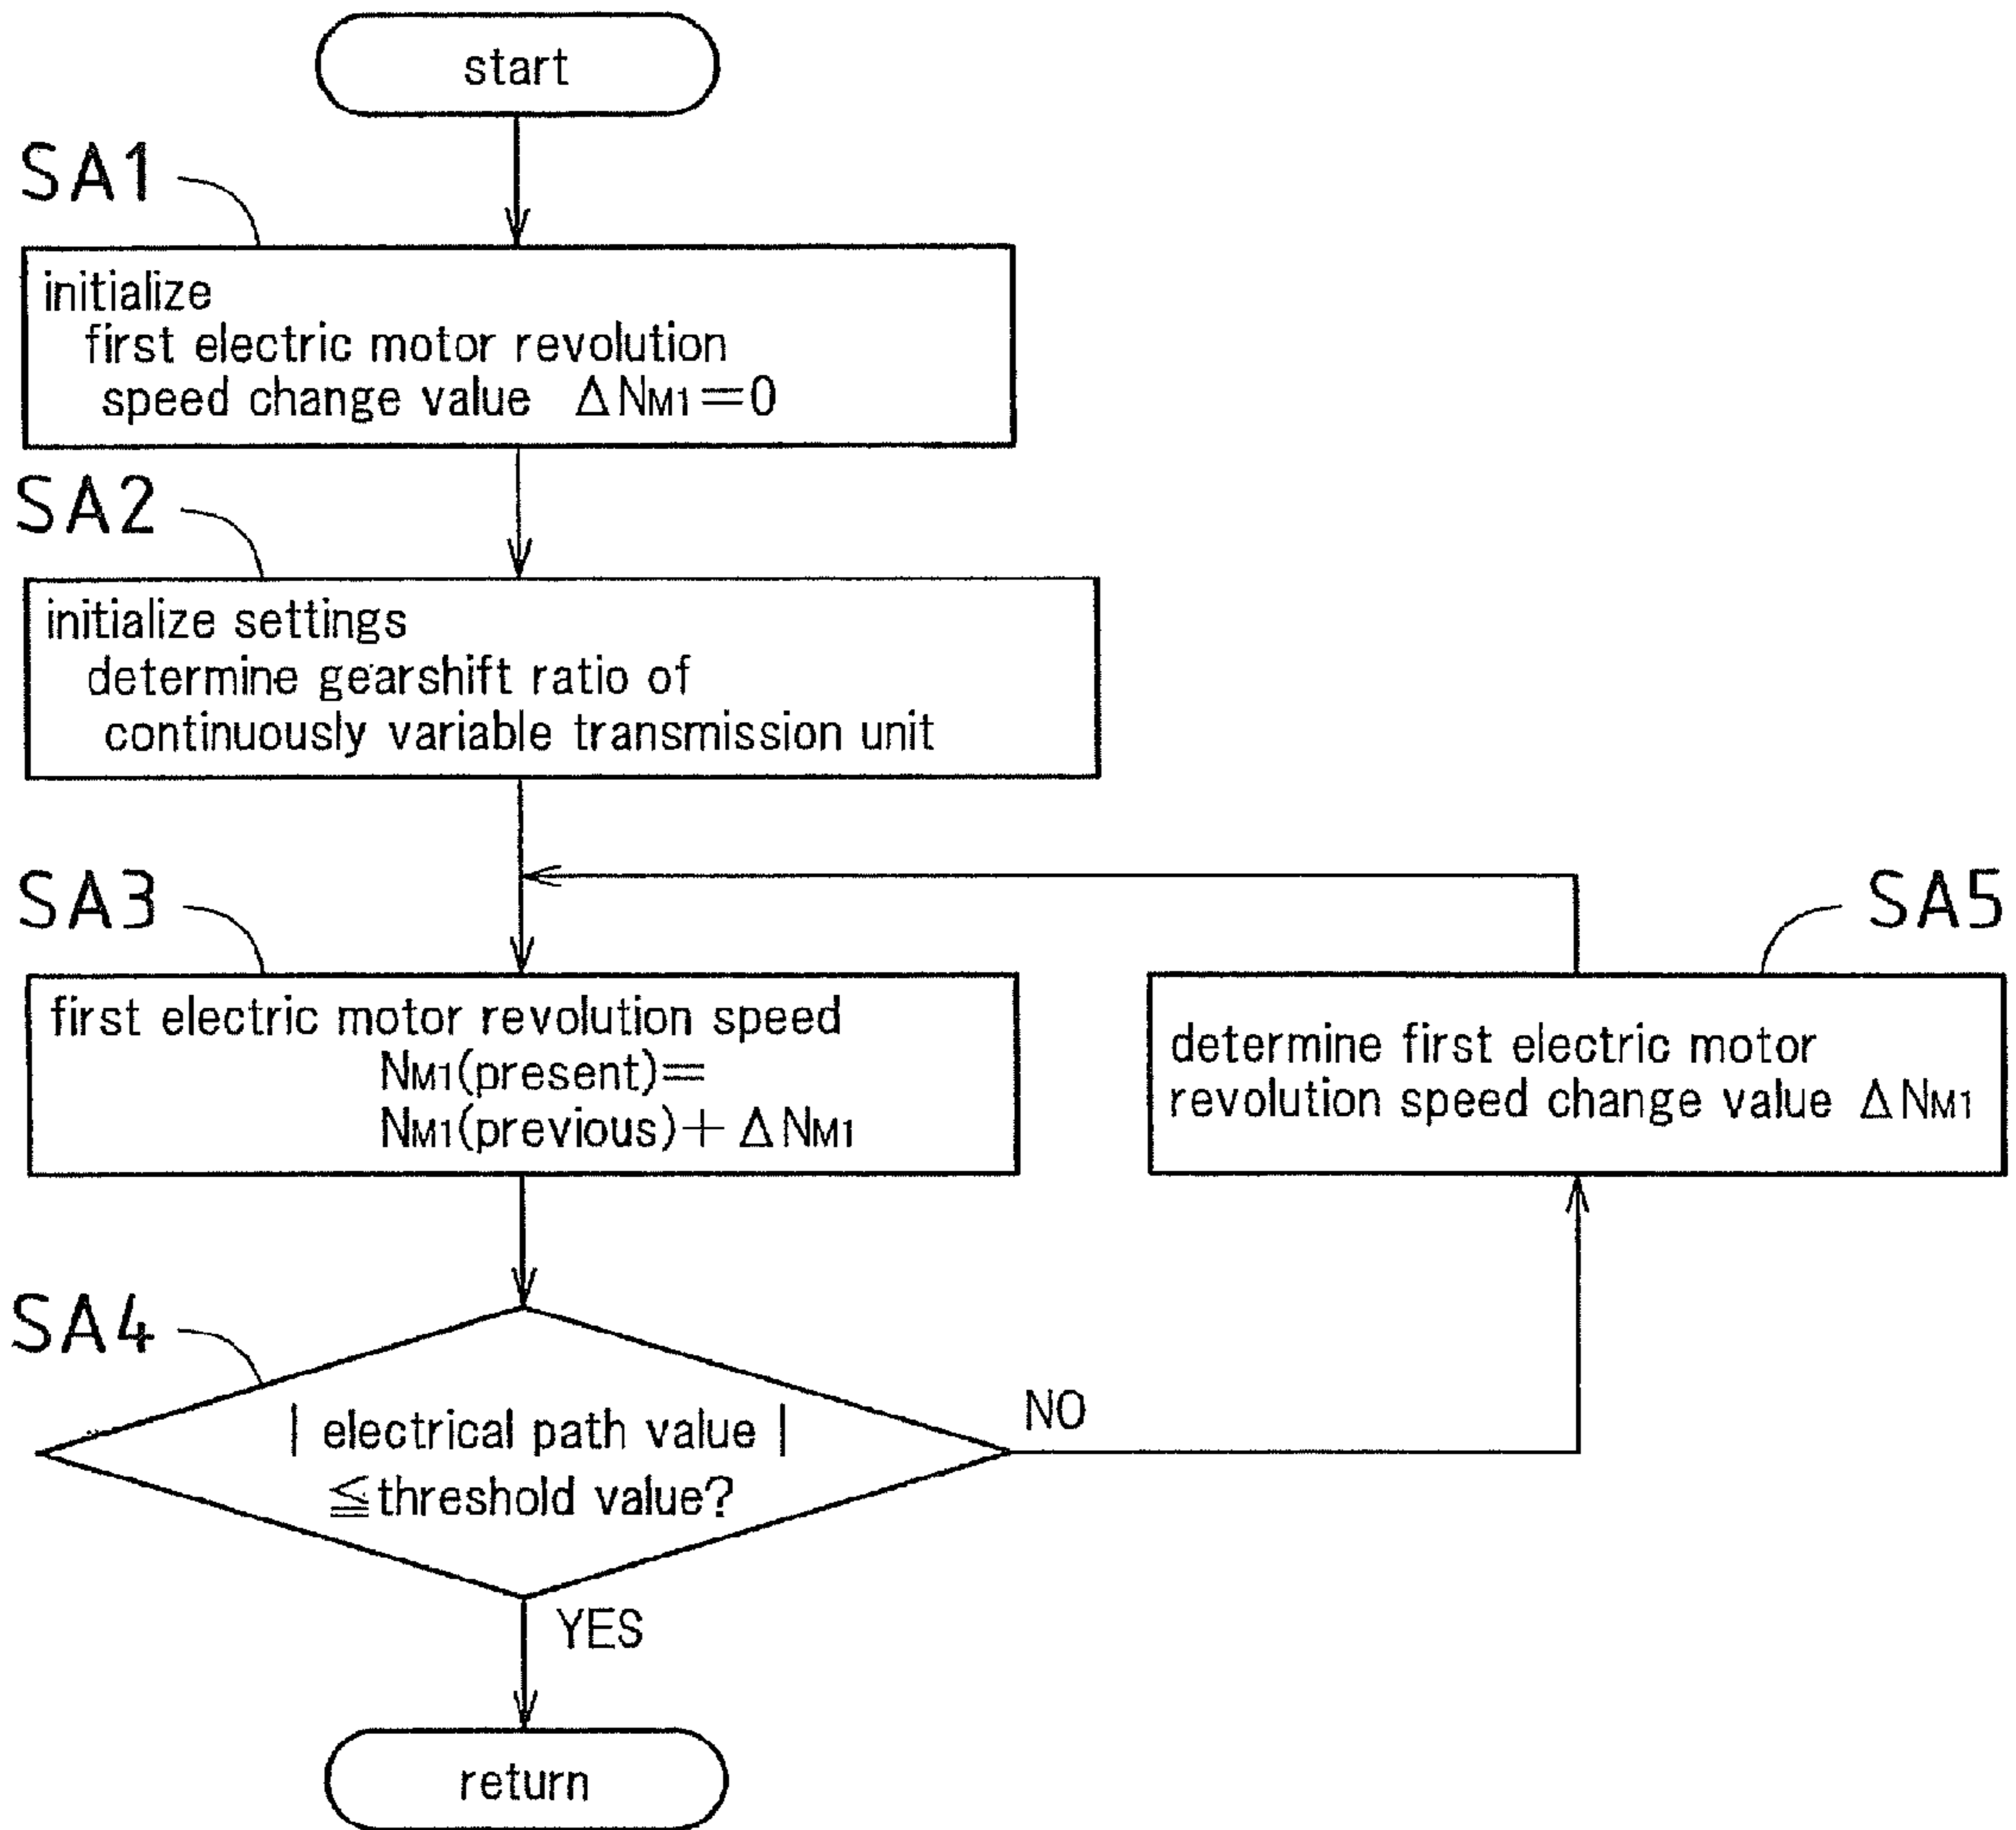 start
SA1
initialize
first electric motor revolution
speed change value ΔNM1=0
SA2
initialize settings
determine gearshift ratio of
continuously variable transmission unit
SA3
first electric motor revolution speed
NM1(present)=
NM1(previous)+ΔNM1
SA5
determine first electric motor
revolution speed change value ΔNM1
SA4
| electrical path value |
≦threshold value?
NO
YES
return